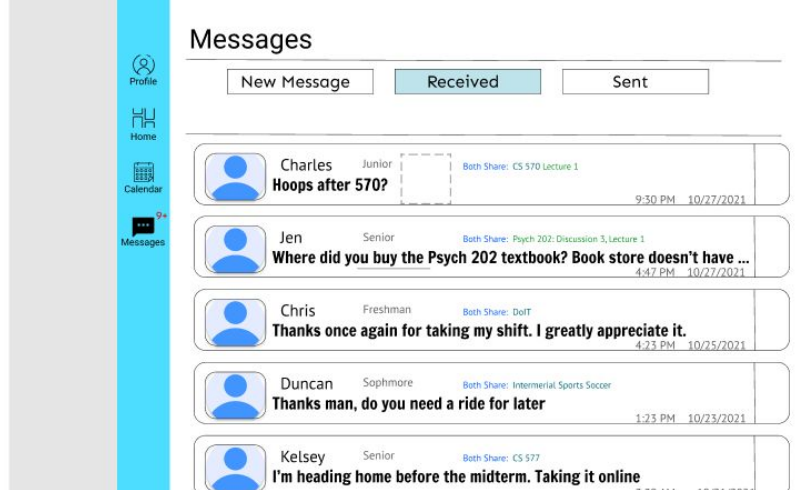 Messages
New Message
Received
Sent
Profile
Home
Calendar
9+
Messages
Charles Junior Both Share: CS 570 Lecture 1
Hoops after 570?
9:30 PM 10/27/2021
Jen Senior Both Share: Psych 202: Discussion 3, Lecture 1
Where did you buy the Psych 202 textbook? Book store doesn't have ...
4:47 PM 10/27/2021
Chris Freshman Both Share: DoIT
Thanks once again for taking my shift. I greatly appreciate it.
4:23 PM 10/25/2021
Duncan Sophmore Both Share: Intermerial Sports Soccer
Thanks man, do you need a ride for later
1:23 PM 10/23/2021
Kelsey Senior Both Share: CS 577
I'm heading home before the midterm. Taking it online